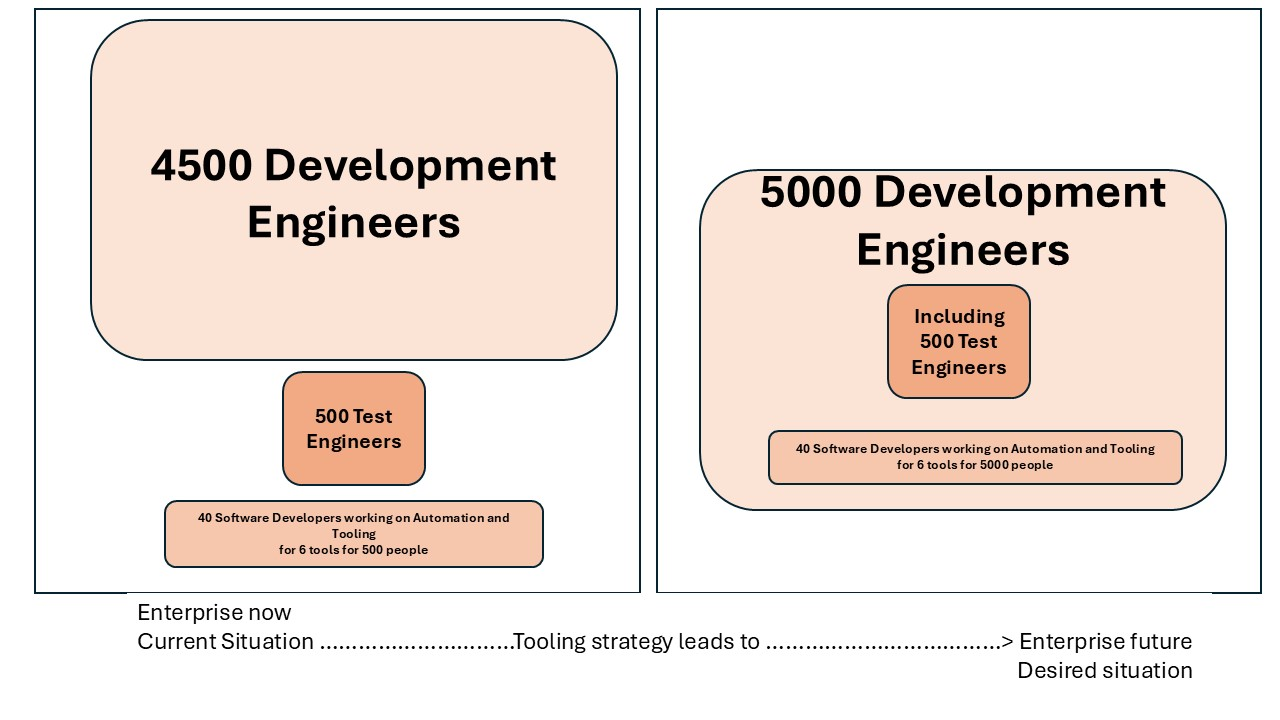 4500 Development
Engineers
500 Test
Engineers
40 Software Developers working on Automation and
Tooling
for 6 tools for 500 people
5000 Development
Engineers
Including
500 Test
Engineers
40 Software Developers working on Automation and Tooling
for 6 tools for 5000 people
Enterprise now
Current Situation ……………………..Tooling strategy leads to …………………………..> Enterprise future
Desired situation